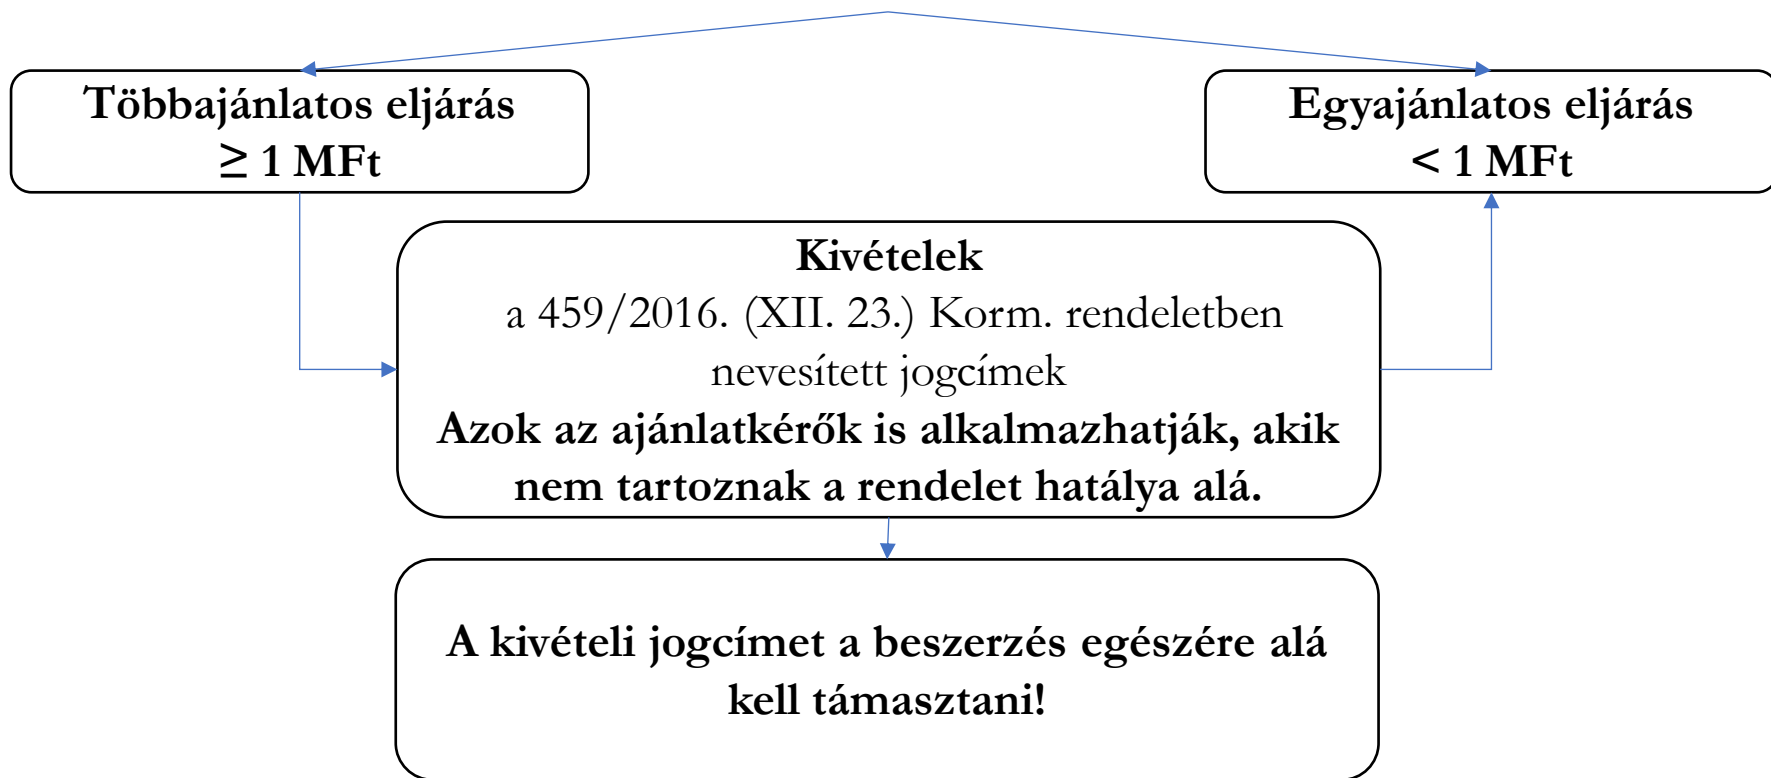 Többajánlatos eljárás
≥ 1 MFt
Egyajánlatos eljárás
< 1 MFt
Kivételek
a 459/2016. (XII. 23.) Korm. rendeletben
nevesített jogcímek
Azok az ajánlatkérők is alkalmazhatják, akik
nem tartoznak a rendelet hatálya alá.
A kivételi jogcímet a beszerzés egészére alá
kell támasztani!